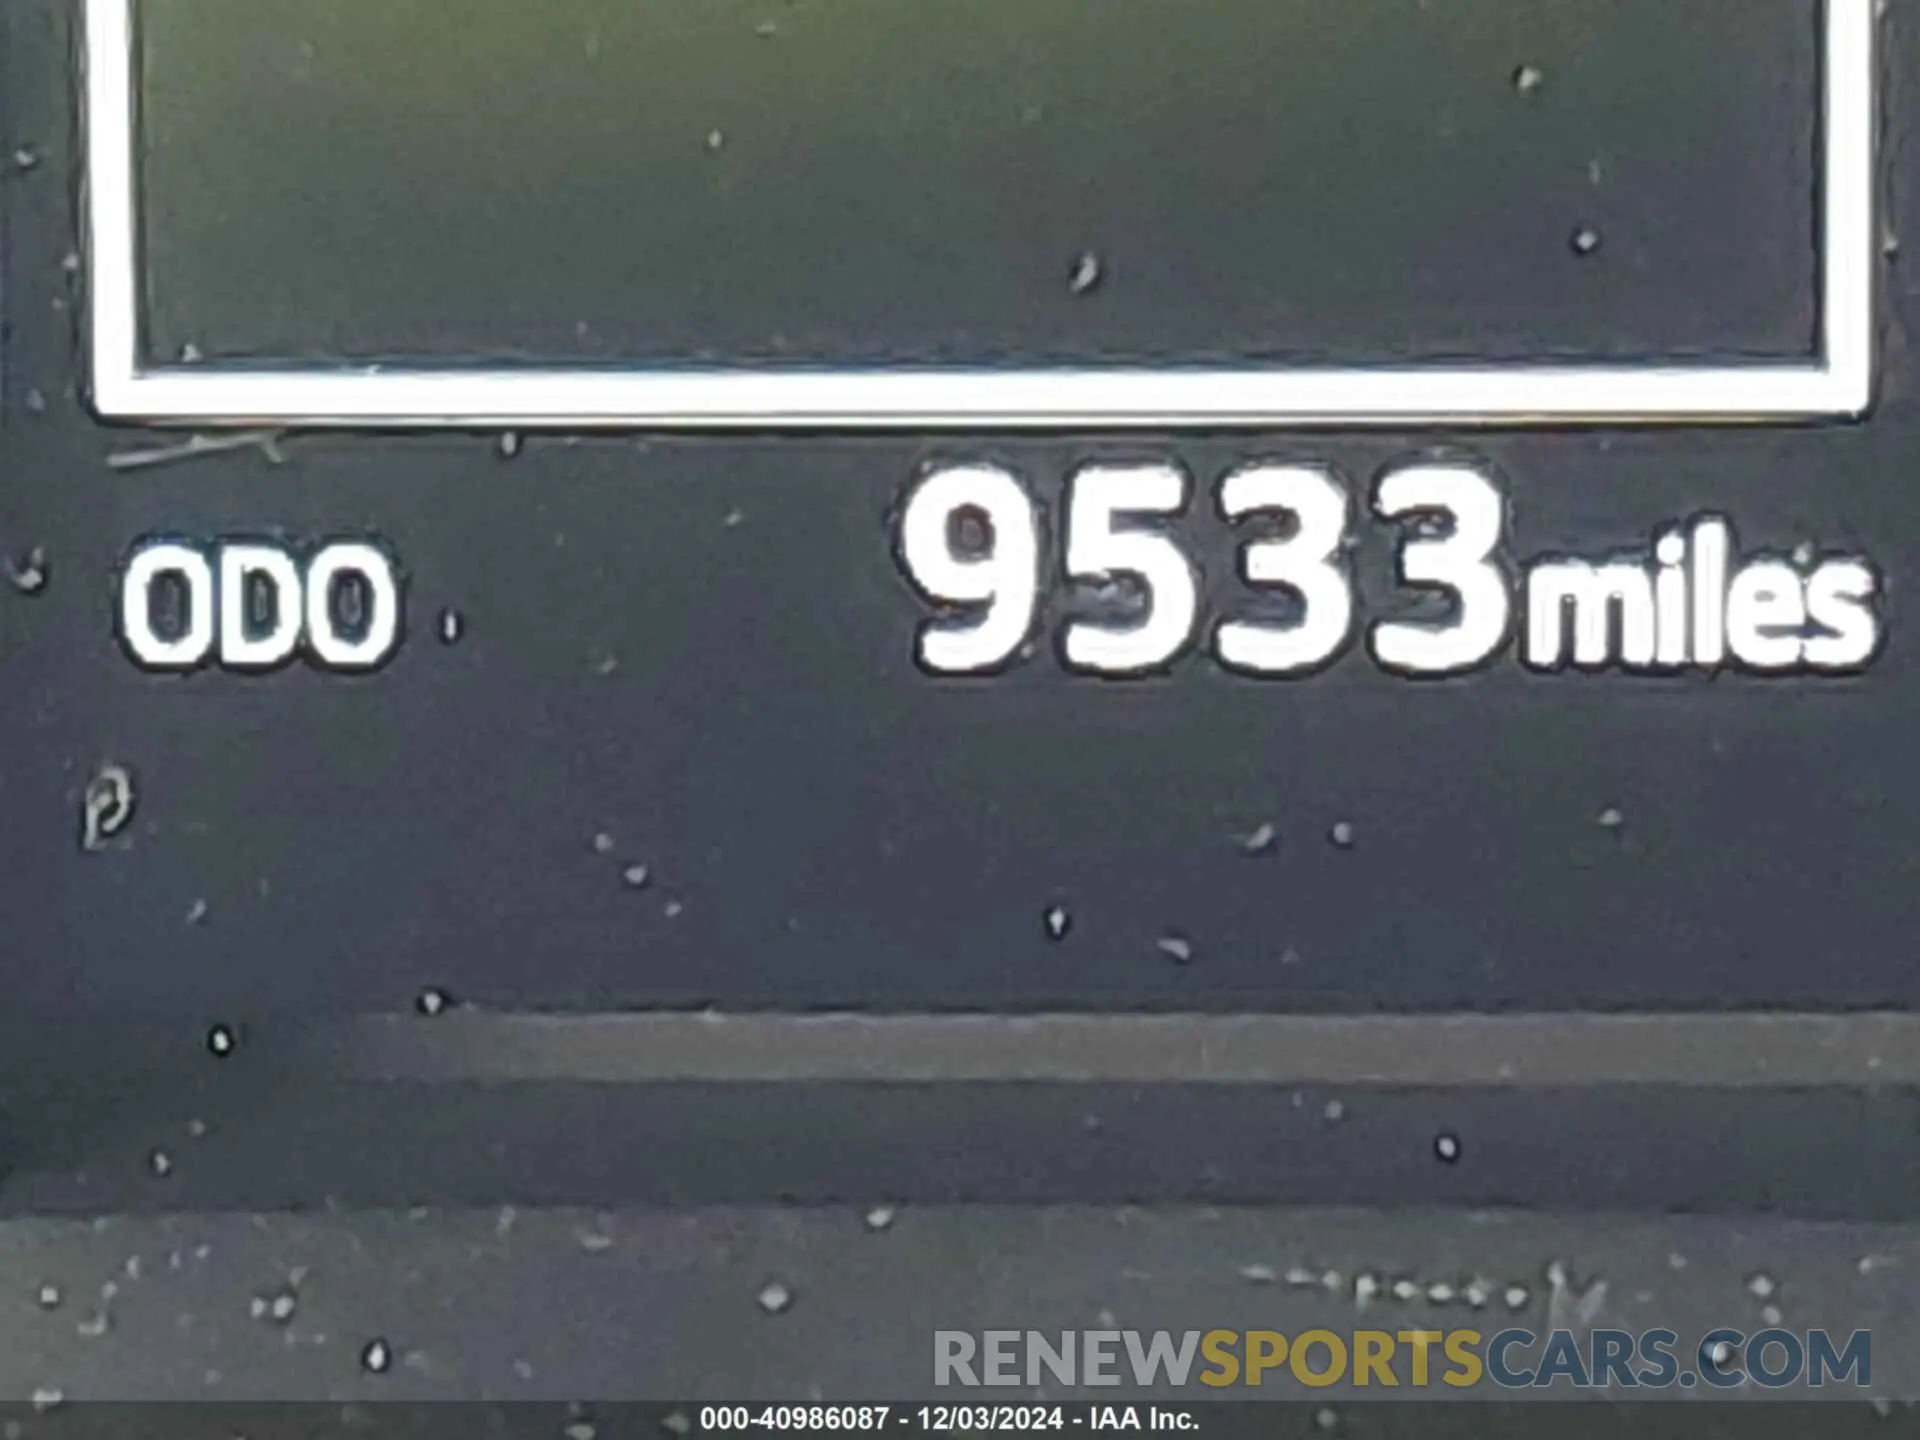 ODO 9533miles
RENEWSPORTSCARS.COM
000-40986087 - 12/03/2024 - IAA Inc.